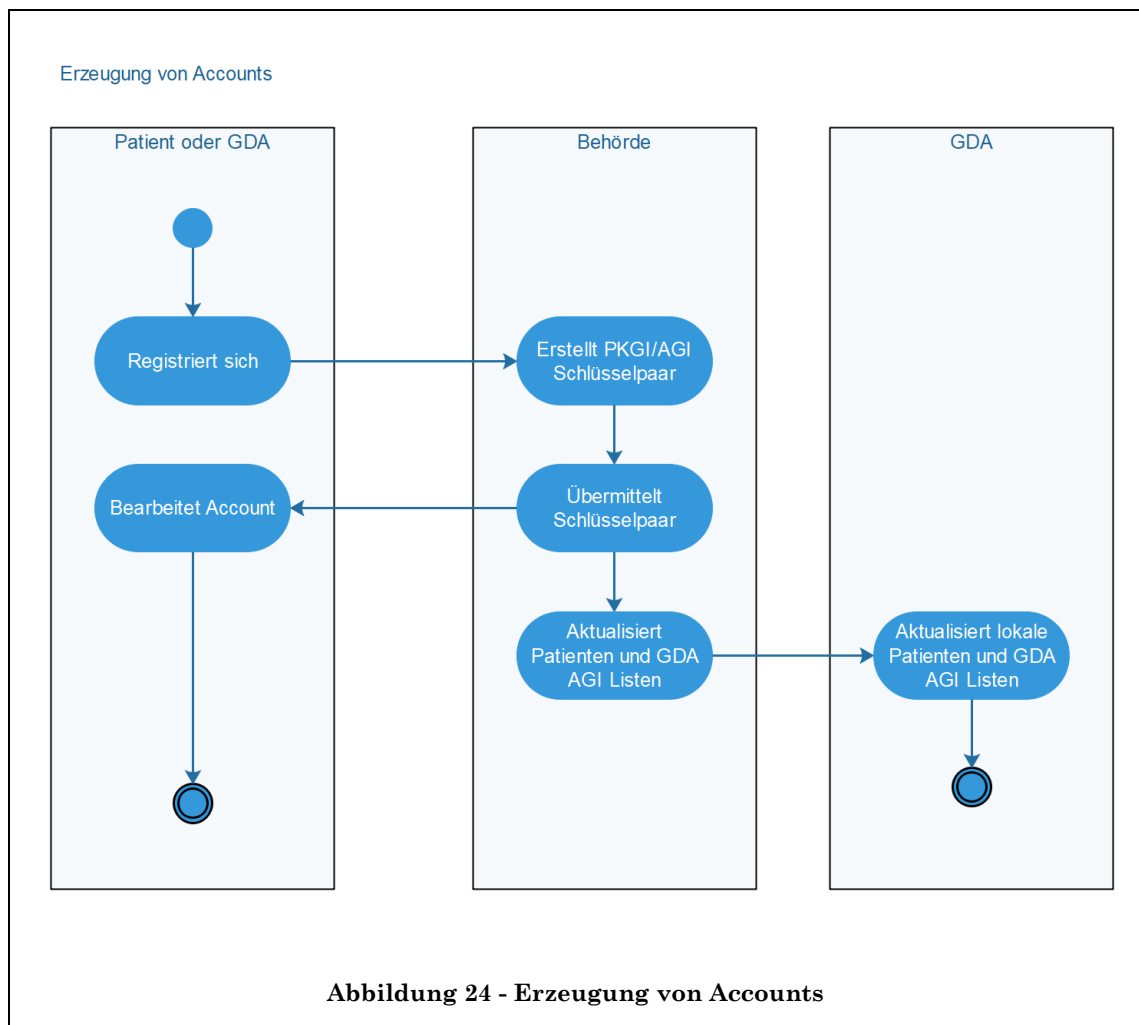 Erzeugung von Accounts
Patient oder GDA
Behörde
GDA
Registriert sich
Erstellt PKGI/AGI
Schlüsselpaar
Bearbeitet Account
Übermittelt
Schlüsselpaar
Aktualisiert
Patienten und GDA
AGI Listen
Aktualisiert lokale
Patienten und GDA
AGI Listen
Abbildung 24 - Erzeugung von Accounts